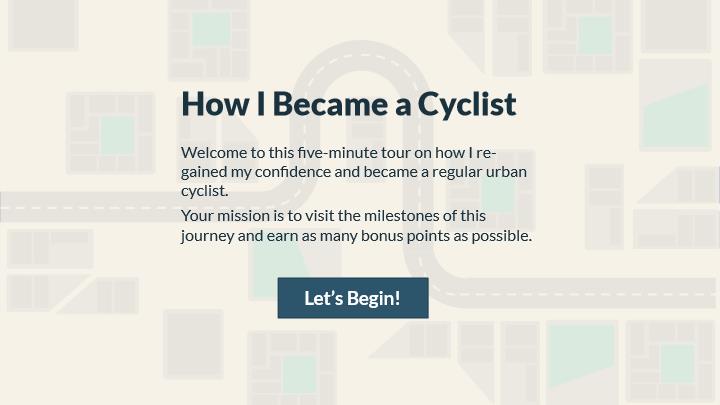 How I Became a Cyclist
Welcome to this five-minute tour on how I re-
gained my confidence and became a regular urban
cyclist.
Your mission is to visit the milestones of this
journey and earn as many bonus points as possible.
Let's Begin!